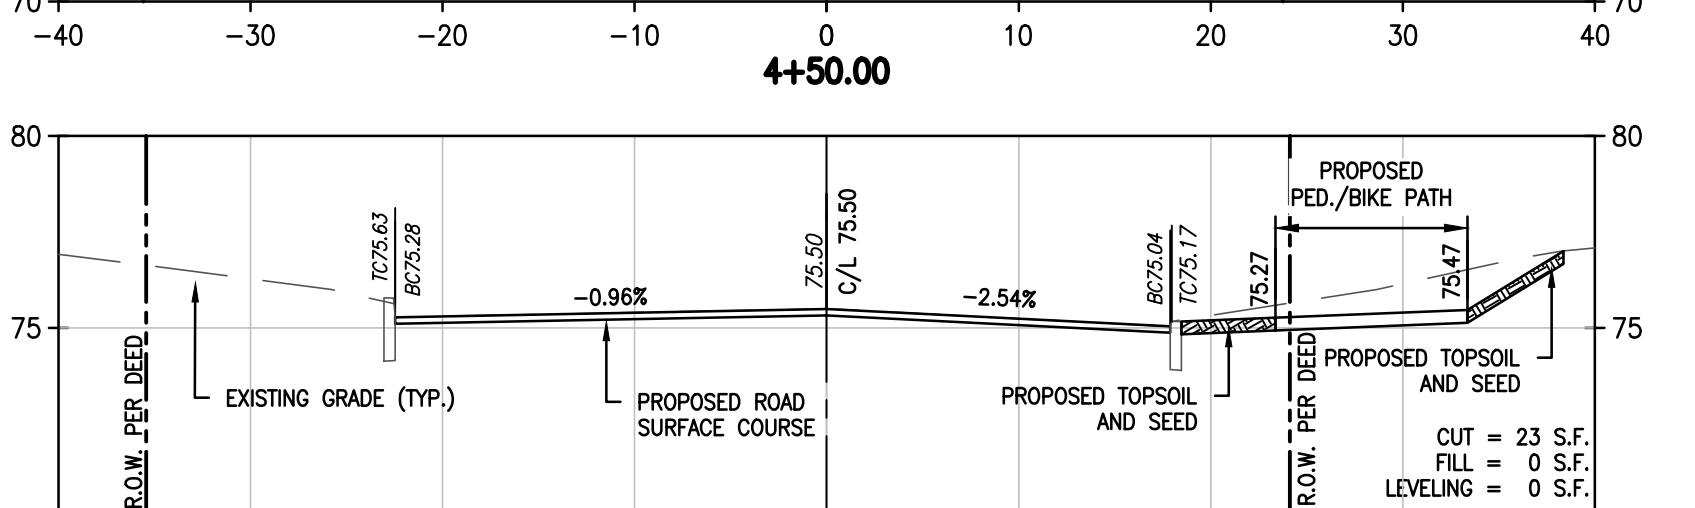 70 70
-40 -30 -20 -10 0 10 20 30 40
4+50.00
80 80
PROPOSED
PED./BIKE PATH
TC75.63
BC75.28
75.50
C/L 75.50
BC75.04
TC75.17
75.27
75.47
-0.96%
-2.54%
75 75
R.O.W. PER DEED
EXISTING GRADE (TYP.)
PROPOSED ROAD
SURFACE COURSE
PROPOSED TOPSOIL
AND SEED
R.O.W. PER DEED
PROPOSED TOPSOIL
AND SEED
CUT = 23 S.F.
FILL = 0 S.F.
LEVELING = 0 S.F.